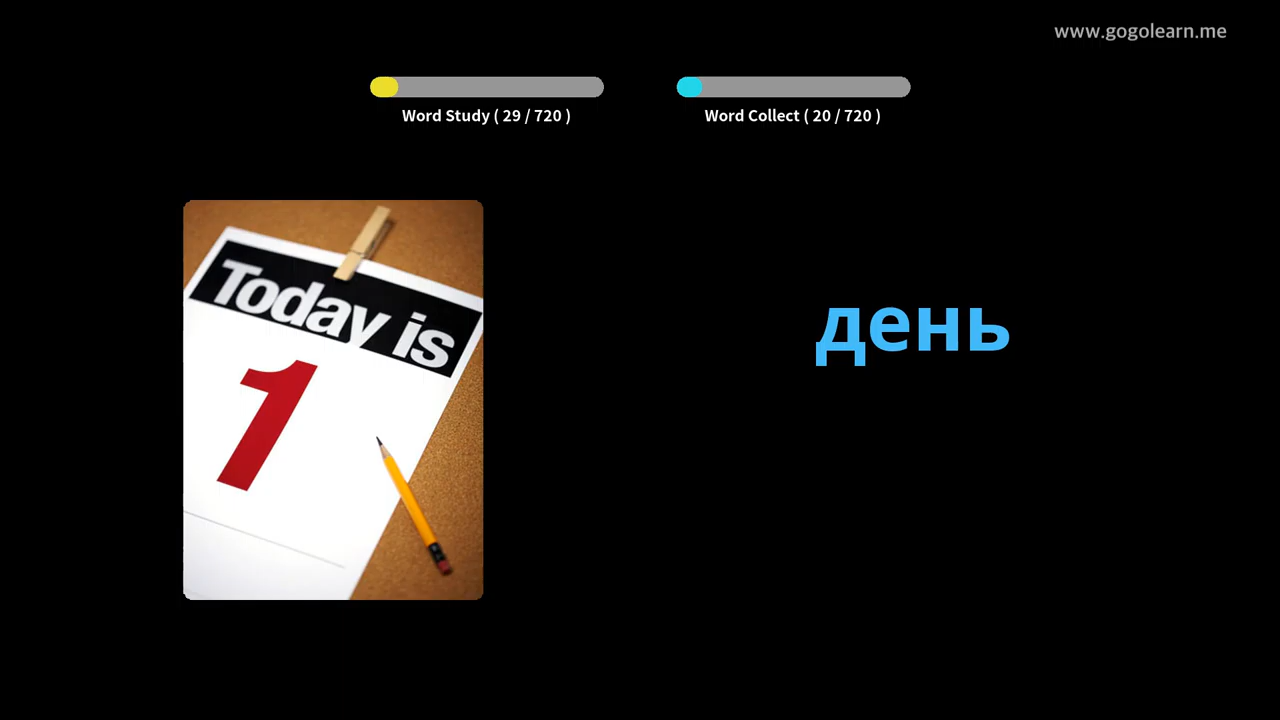 www.gogolearn.me
Word Study ( 29 / 720 )
Word Collect ( 20 / 720 )
Today is
1
день